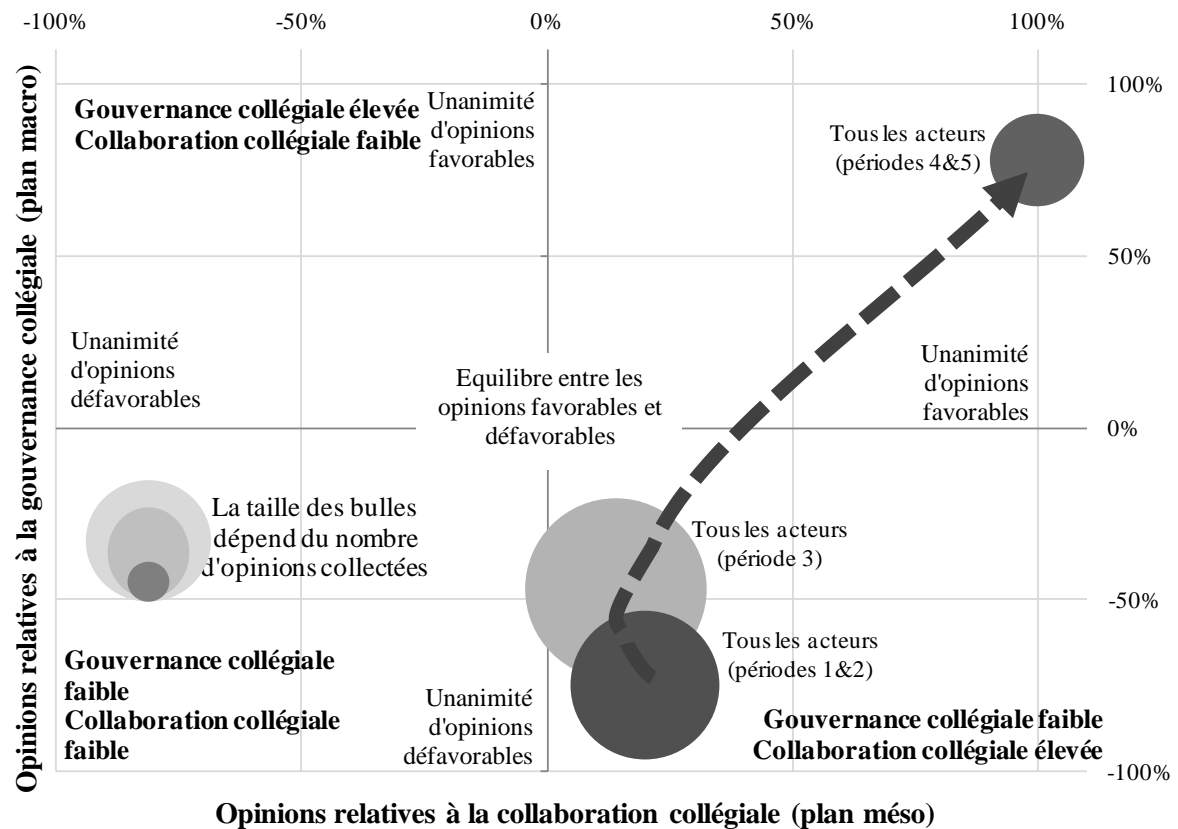 -100% -50% 0% 50% 100%
Opinions relatives à la gouvernance collégiale (plan macro)
100%
50%
0%
-50%
-100%
Gouvernance collégiale élevée
Collaboration collégiale faible
Unanimité
d'opinions
favorables
Tous les acteurs
(périodes 4&5)
Unanimité
d'opinions
défavorables
Equilibre entre les
opinions favorables et
défavorables
Unanimité
d'opinions
favorables
La taille des bulles
dépend du nombre
d'opinions collectées
Tous les acteurs
(période 3)
Tous les acteurs
(périodes 1&2)
Gouvernance collégiale
faible
Collaboration collégiale
faible
Unanimité
d'opinions
défavorables
Gouvernance collégiale faible
Collaboration collégiale élevée
Opinions relatives à la collaboration collégiale (plan méso)